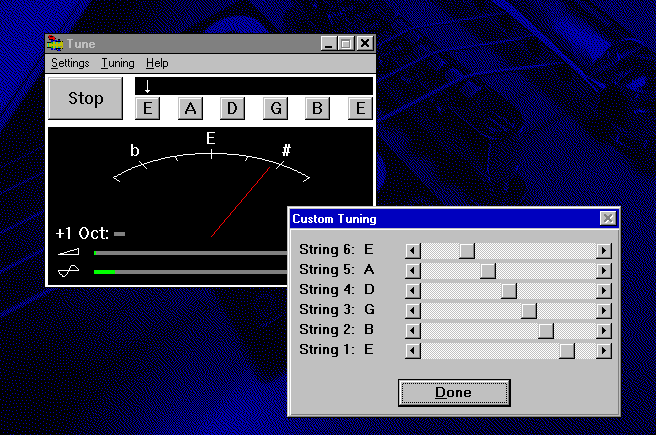 Tune
Settings Tuning Help
Stop
E A D G B E
E
b #
+1 Oct:
Custom Tuning
String 6: E
String 5: A
String 4: D
String 3: G
String 2: B
String 1: E
Done